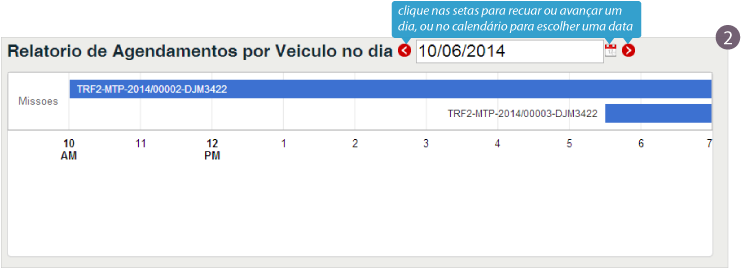 clique nas setas para recuar ou avançar um
dia, ou no calendário para escolher uma data
2
Relatorio de Agendamentos por Veiculo no dia 10/06/2014
TRF2-MTP-2014/00002-DJM3422
Missoes
TRF2-MTP-2014/00003-DJM3422
10 11 12 1 2 3 4 5 6 7
AM PM